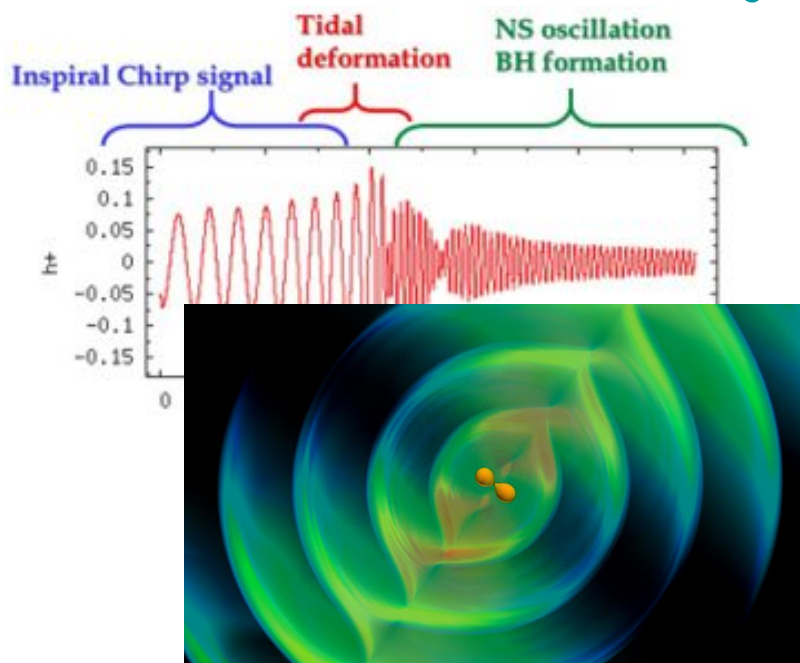 Tidal
deformation
NS oscillation
BH formation
Inspiral Chirp signal
0.15
0.1
0.05
0
-0.05
-0.1
-0.15
h+
0